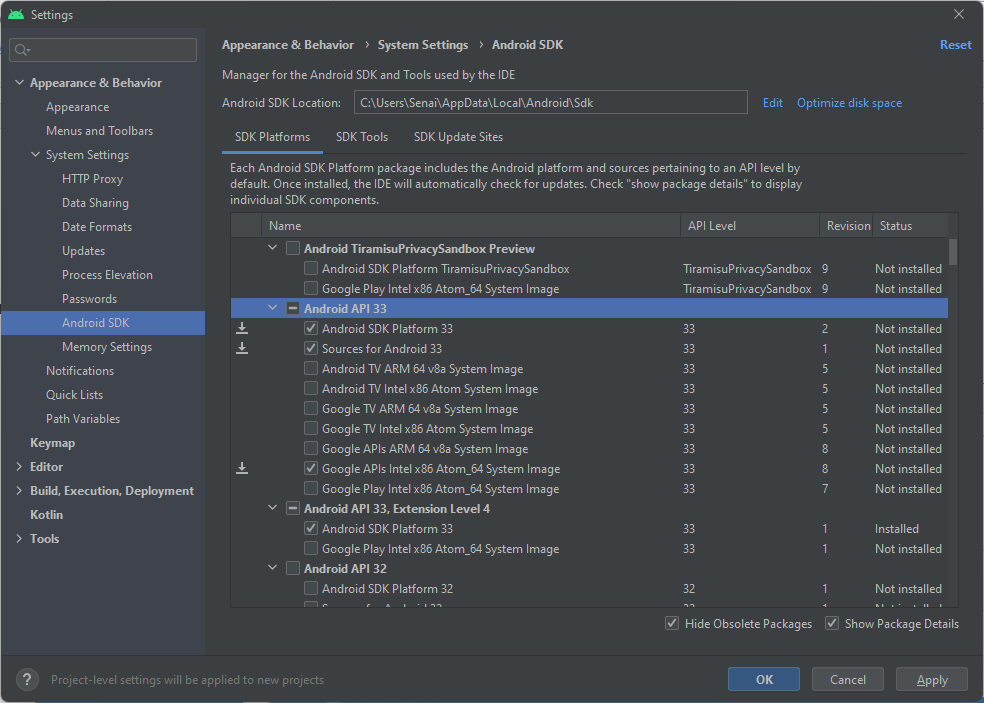 Settings
Appearance & Behavior
Appearance
Menus and Toolbars
System Settings
HTTP Proxy
Data Sharing
Date Formats
Updates
Process Elevation
Passwords
Android SDK
Memory Settings
Notifications
Quick Lists
Path Variables
Keymap
Editor
Build, Execution, Deployment
Kotlin
Tools
Appearance & Behavior › System Settings › Android SDK
Reset
Manager for the Android SDK and Tools used by the IDE
Android SDK Location: C:\Users\Senai\AppData\Local\Android\Sdk Edit Optimize disk space
SDK Platforms SDK Tools SDK Update Sites
Each Android SDK Platform package includes the Android platform and sources pertaining to an API level by
default. Once installed, the IDE will automatically check for updates. Check "show package details" to display
individual SDK components.
Name API Level Revision Status
Android TiramisuPrivacySandbox Preview
Android SDK Platform TiramisuPrivacySandbox TiramisuPrivacySandbox 9 Not installed
Google Play Intel x86 Atom_64 System Image TiramisuPrivacySandbox 9 Not installed
Android API 33
Android SDK Platform 33 33 2 Not installed
Sources for Android 33 33 1 Not installed
Android TV ARM 64 v8a System Image 33 5 Not installed
Android TV Intel x86 Atom System Image 33 5 Not installed
Google TV ARM 64 v8a System Image 33 5 Not installed
Google TV Intel x86 Atom System Image 33 5 Not installed
Google APIs ARM 64 v8a System Image 33 8 Not installed
Google APIs Intel x86 Atom_64 System Image 33 8 Not installed
Google Play Intel x86 Atom_64 System Image 33 7 Not installed
Android API 33, Extension Level 4
Android SDK Platform 33 33 1 Installed
Google Play Intel x86 Atom_64 System Image 33 1 Not installed
Android API 32
Android SDK Platform 32 32 1 Not installed
Hide Obsolete Packages Show Package Details
? Project-level settings will be applied to new projects
OK Cancel Apply